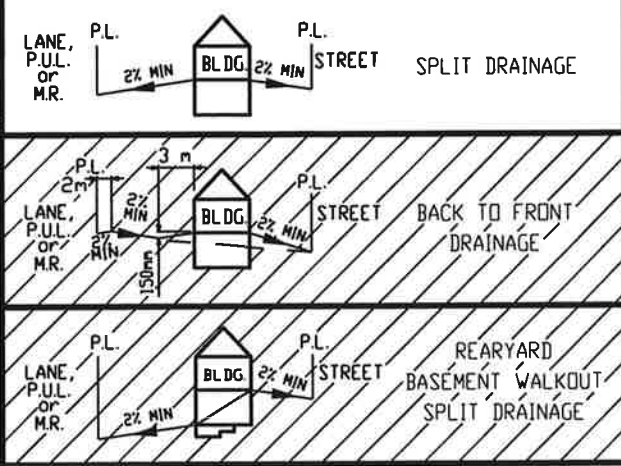 P.L.
P.L.
LANE,
P.U.L.
or
M.R.
2% MIN
BLDG.
2% MIN
STREET
SPLIT DRAINAGE
3 m
P.L.
2m
P.L.
LANE,
P.U.L.
or
M.R.
2%
MIN
2%
MIN
2%
MIN
150mm
BLDG.
2% MIN
STREET
BACK TO FRONT
DRAINAGE
P.L.
P.L.
LANE,
P.U.L.
or
M.R.
2% MIN
BLDG.
2% MIN
STREET
REARYARD
BASEMENT WALKOUT
SPLIT DRAINAGE